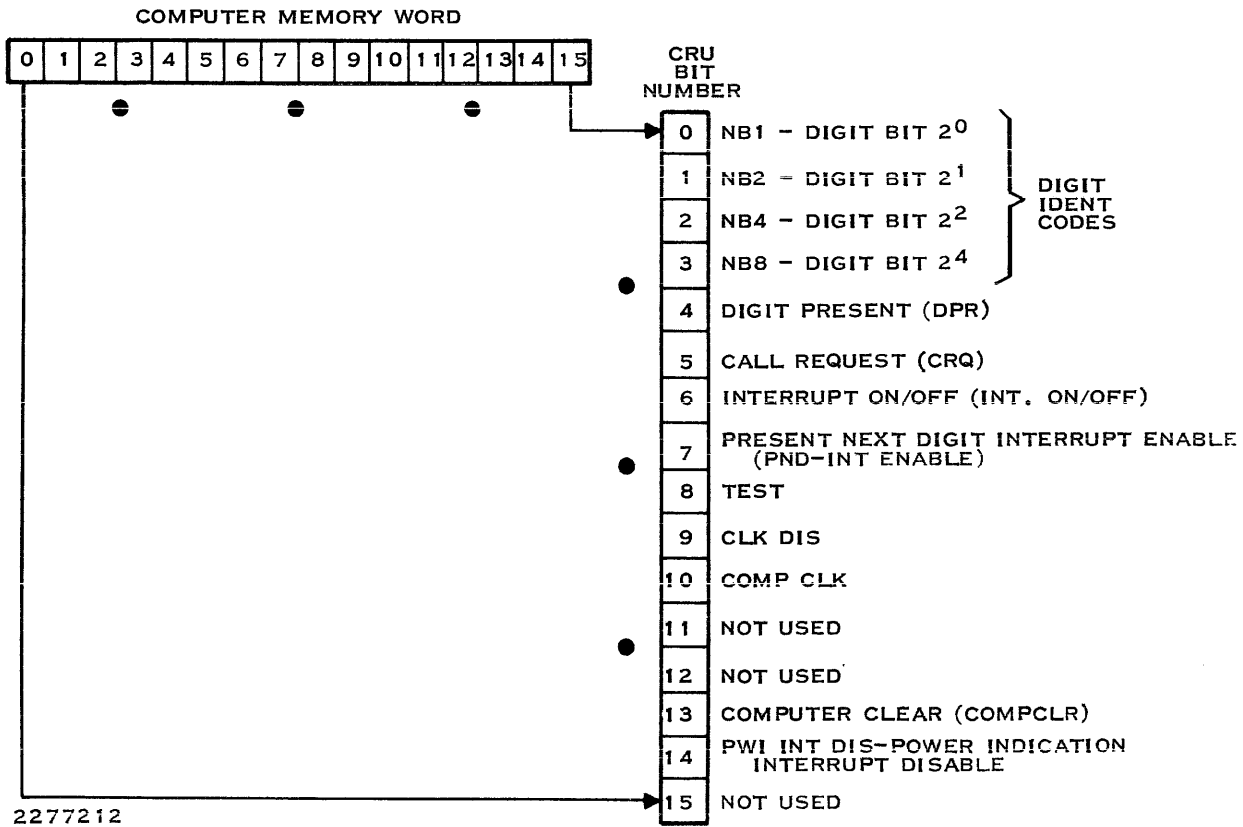 COMPUTER MEMORY WORD
0 1 2 3 4 5 6 7 8 9 10 11 12 13 14 15
CRU
BIT
NUMBER
0 NB1 - DIGIT BIT 2⁰
1 NB2 - DIGIT BIT 2¹
2 NB4 - DIGIT BIT 2²
3 NB8 - DIGIT BIT 2⁴
DIGIT
IDENT
CODES
4 DIGIT PRESENT (DPR)
5 CALL REQUEST (CRQ)
6 INTERRUPT ON/OFF (INT. ON/OFF)
7 PRESENT NEXT DIGIT INTERRUPT ENABLE
(PND-INT ENABLE)
8 TEST
9 CLK DIS
10 COMP CLK
11 NOT USED
12 NOT USED
13 COMPUTER CLEAR (COMPCLR)
14 PWI INT DIS-POWER INDICATION
INTERRUPT DISABLE
15 NOT USED
2277212